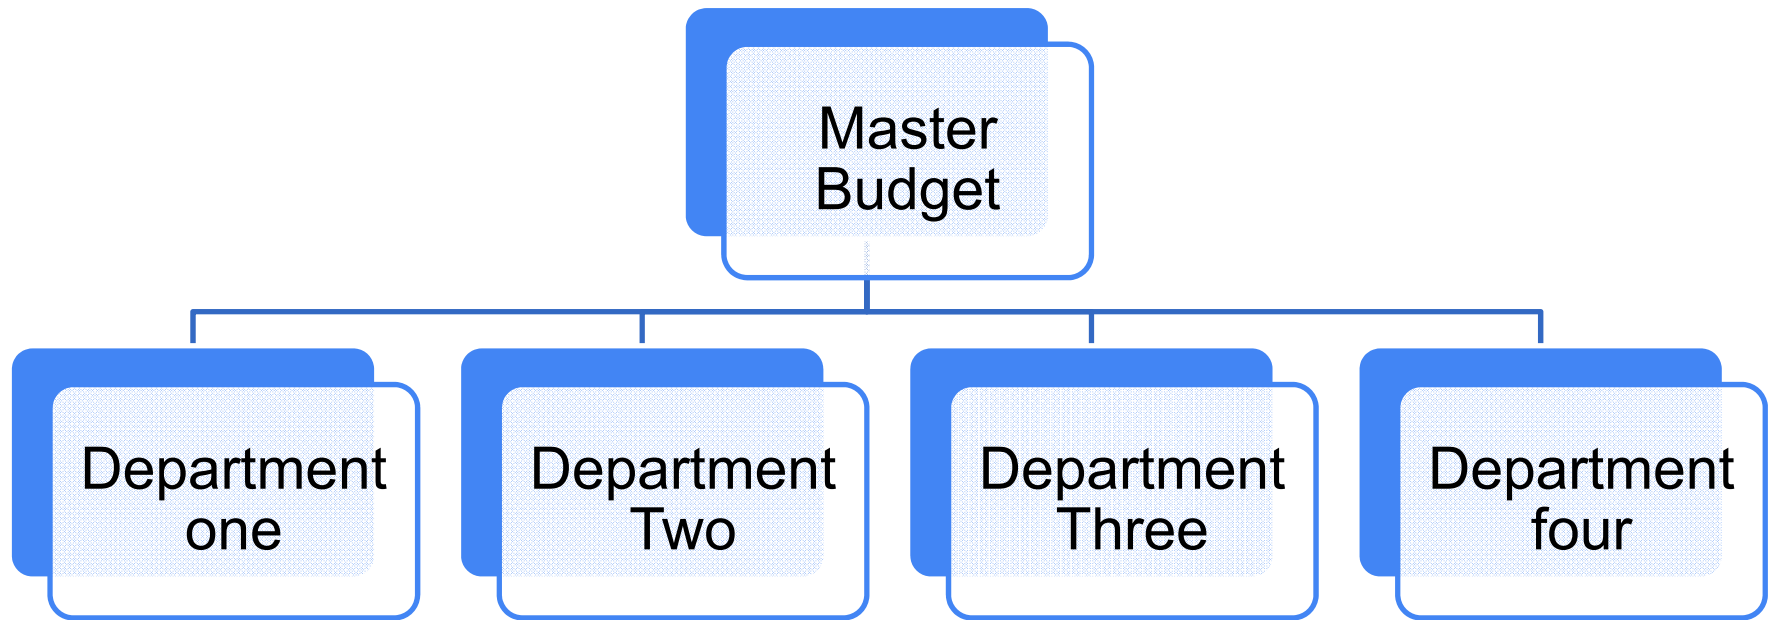 Master
Budget
Department
one
Department
Two
Department
Three
Department
four